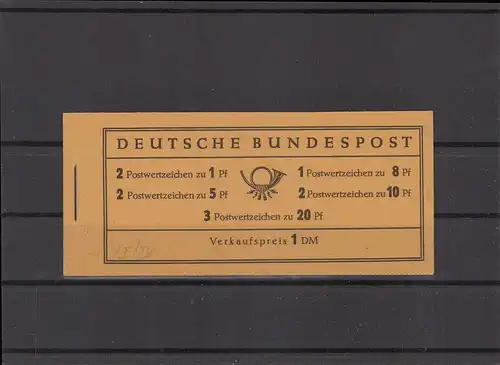 DEUTSCHE BUNDESPOST
2 Postwertzeichen zu 1 Pf 1 Postwertzeichen zu 8 Pf
2 Postwertzeichen zu 5 Pf 2 Postwertzeichen zu 10 Pf
3 Postwertzeichen zu 20 Pf
Verkaufspreis 1 DM